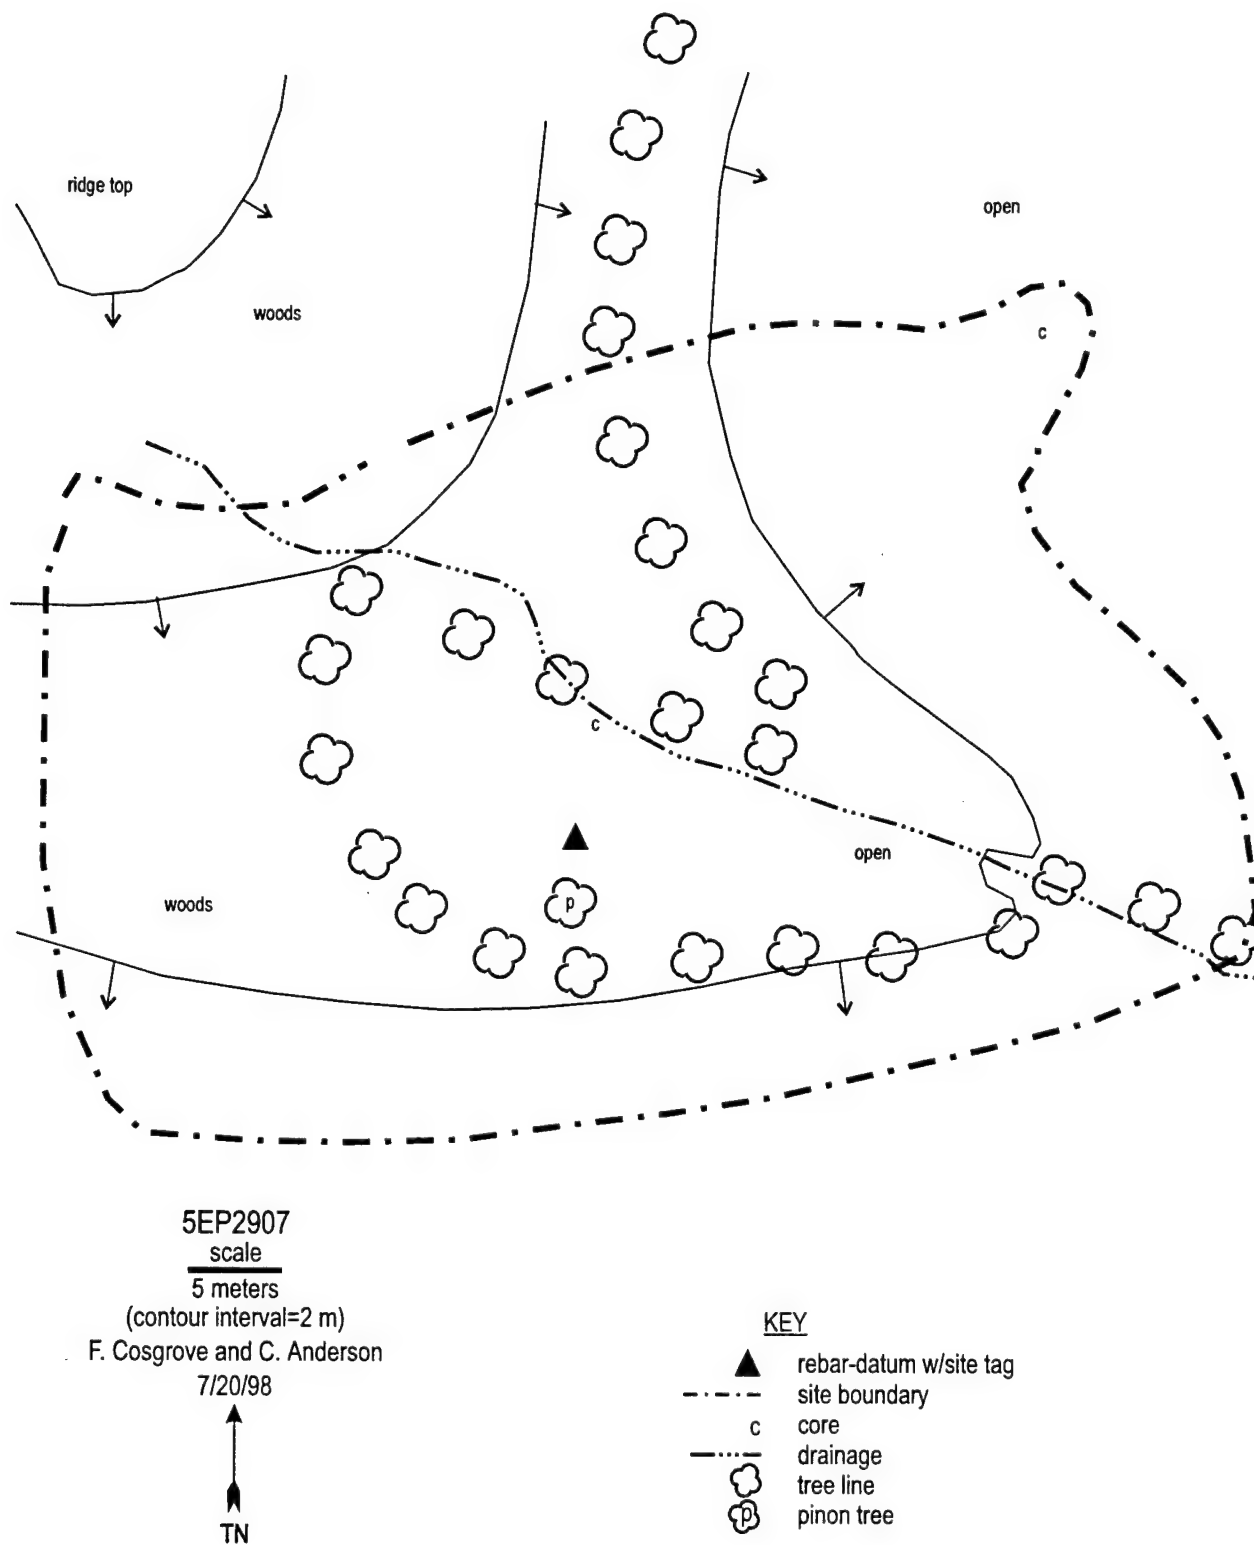 ridge top
open
woods
c
c
open
p
woods
5EP2907
scale
5 meters
(contour interval=2 m)
F. Cosgrove and C. Anderson
7/20/98
TN
KEY
rebar-datum w/site tag
site boundary
c core
drainage
tree line
p pinon tree